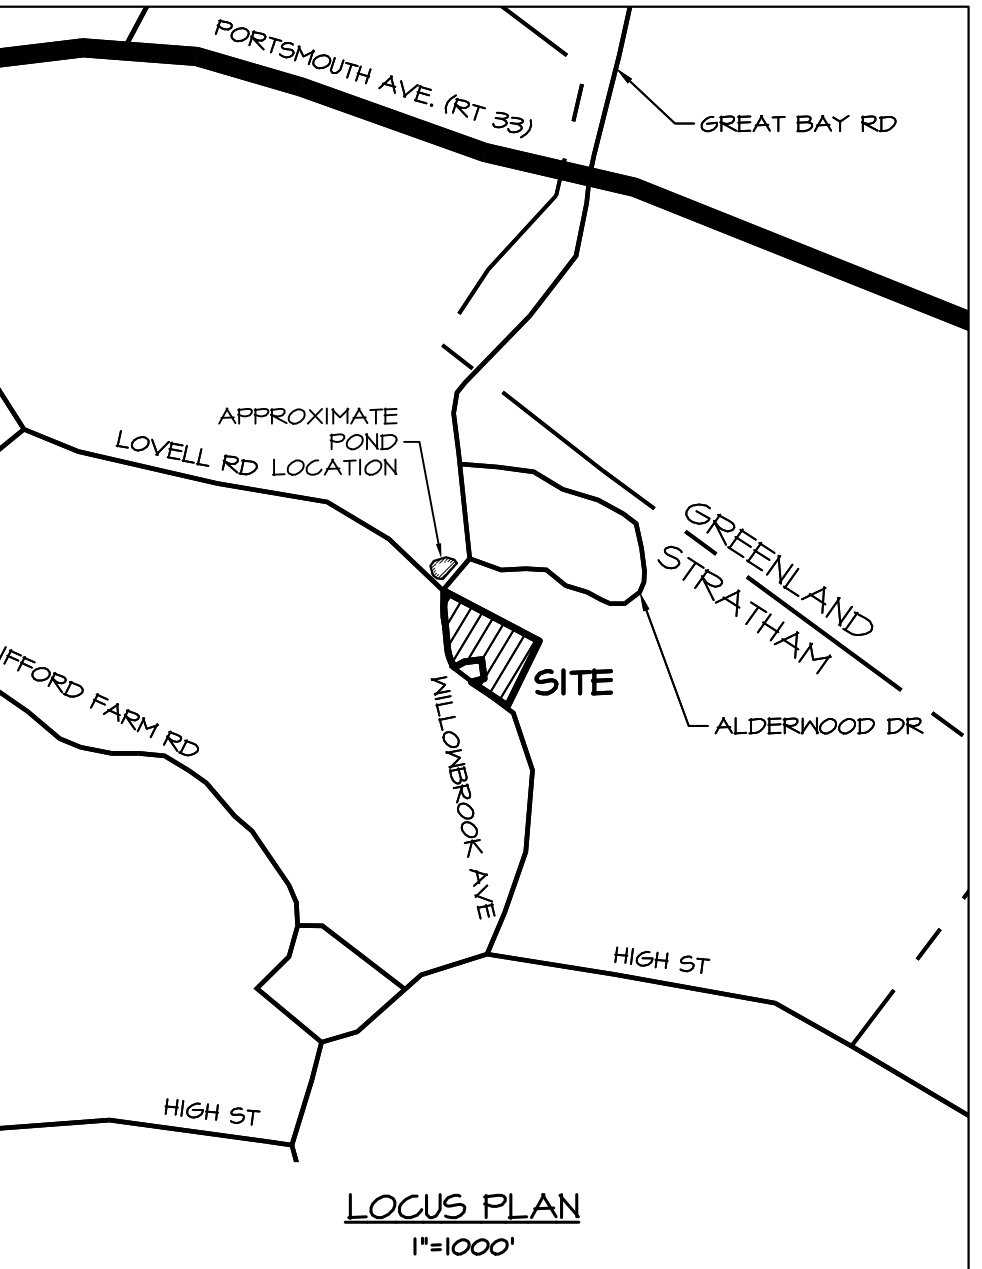 PORTSMOUTH AVE. (RT 33)
GREAT BAY RD
APPROXIMATE
POND
LOCATION
LOVELL RD
GREENLAND
STRATHAM
SITE
IFFORD FARM RD
WILLOWBROOK AVE
ALDERWOOD DR
HIGH ST
HIGH ST
LOCUS PLAN
1"=1000'